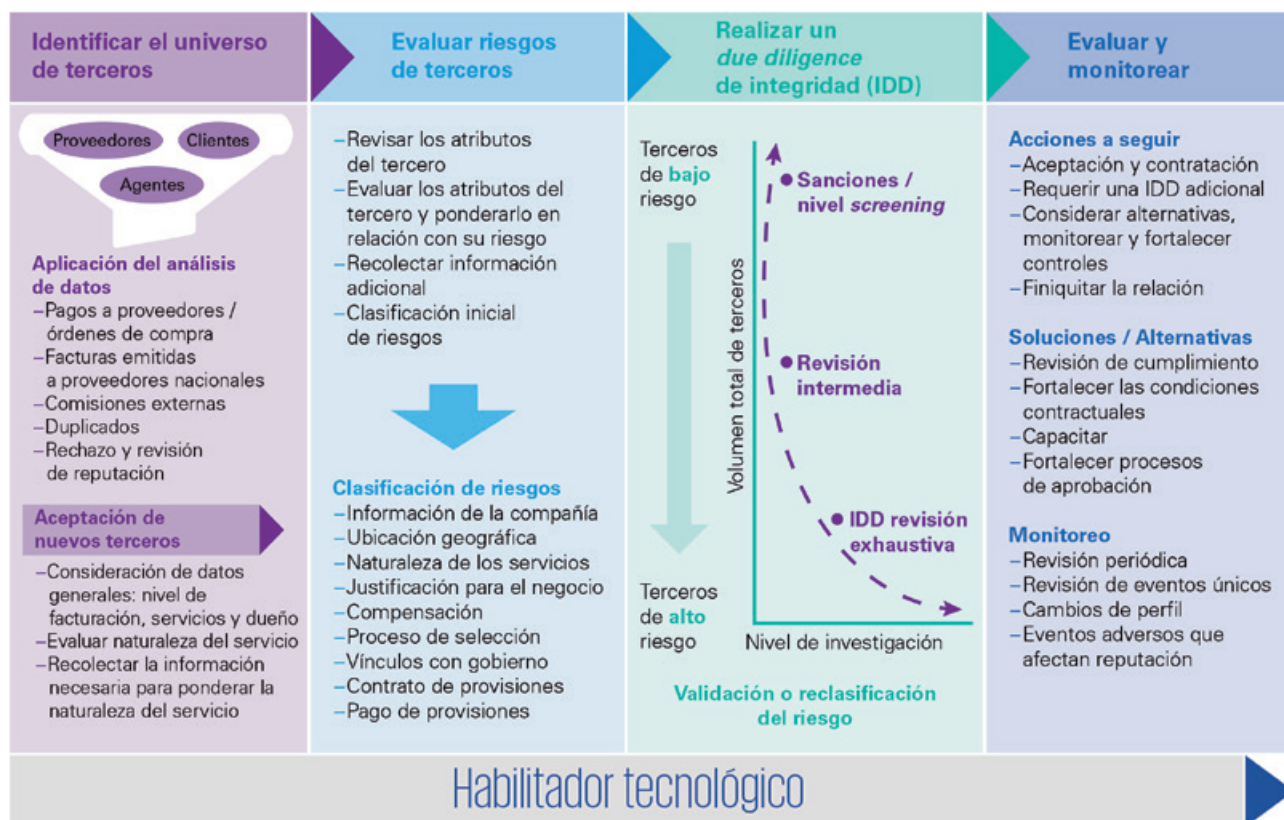 Identificar el universo
de terceros
Evaluar riesgos
de terceros
Realizar un
due diligence
de integridad (IDD)
Evaluar y
monitorear
Proveedores
Clientes
Agentes
Aplicación del análisis
de datos
–Pagos a proveedores /
órdenes de compra
–Facturas emitidas
a proveedores nacionales
–Comisiones externas
–Duplicados
–Rechazo y revisión
de reputación
Aceptación de
nuevos terceros
–Consideración de datos
generales: nivel de
facturación, servicios y dueño
–Evaluar naturaleza del servicio
–Recolectar la información
necesaria para ponderar la
naturaleza del servicio
–Revisar los atributos
del tercero
–Evaluar los atributos del
tercero y ponderarlo en
relación con su riesgo
–Recolectar información
adicional
–Clasificación inicial
de riesgos
Clasificación de riesgos
–Información de la compañía
–Ubicación geográfica
–Naturaleza de los servicios
–Justificación para el negocio
–Compensación
–Proceso de selección
–Vínculos con gobierno
–Contrato de provisiones
–Pago de provisiones
Terceros
de bajo
riesgo
Terceros
de alto
riesgo
Volumen total de terceros
Sanciones /
nivel screening
Revisión
intermedia
IDD revisión
exhaustiva
Nivel de investigación
Validación o reclasificación
del riesgo
Acciones a seguir
–Aceptación y contratación
–Requerir una IDD adicional
–Considerar alternativas,
monitorear y fortalecer
controles
–Finiquitar la relación
Soluciones / Alternativas
–Revisión de cumplimiento
–Fortalecer las condiciones
contractuales
–Capacitar
–Fortalecer procesos
de aprobación
Monitoreo
–Revisión periódica
–Revisión de eventos únicos
–Cambios de perfil
–Eventos adversos que
afectan reputación
Habilitador tecnológico